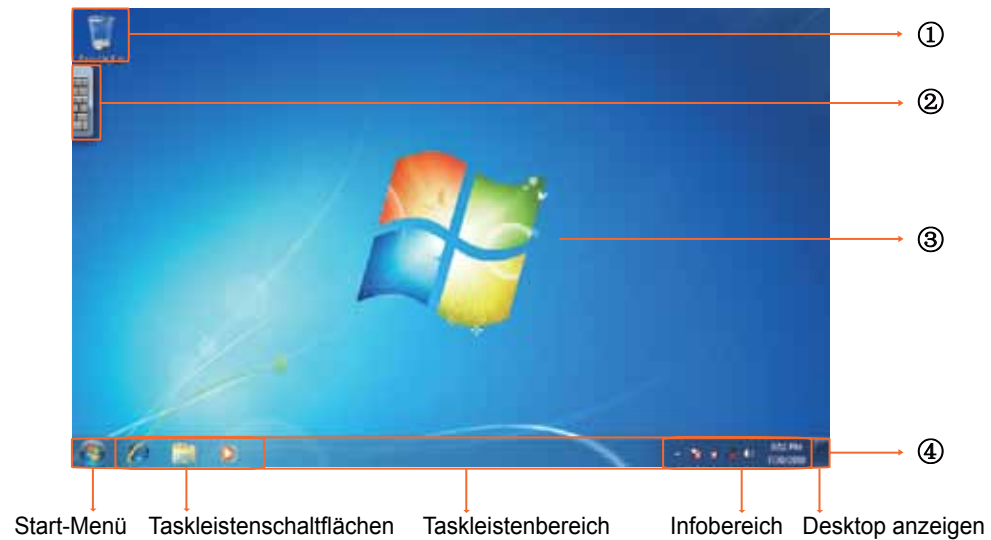 ①
②
③
④
Start-Menü Taskleistenschaltflächen Taskleistenbereich Infobereich Desktop anzeigen